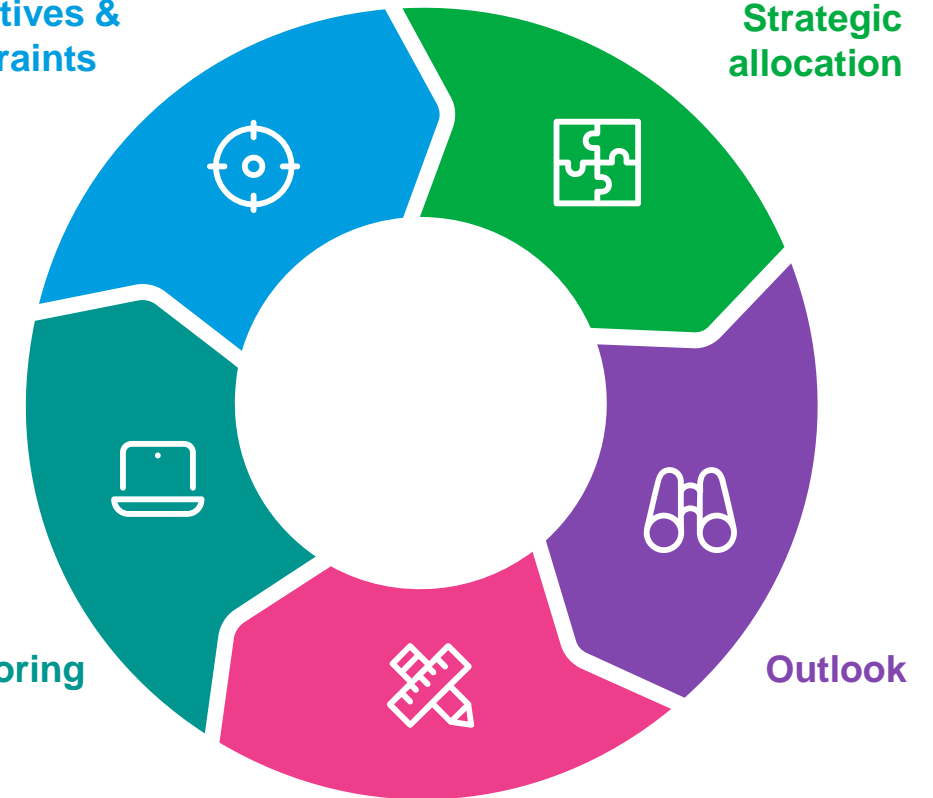 tives &
raints
Strategic
allocation
oring
Outlook